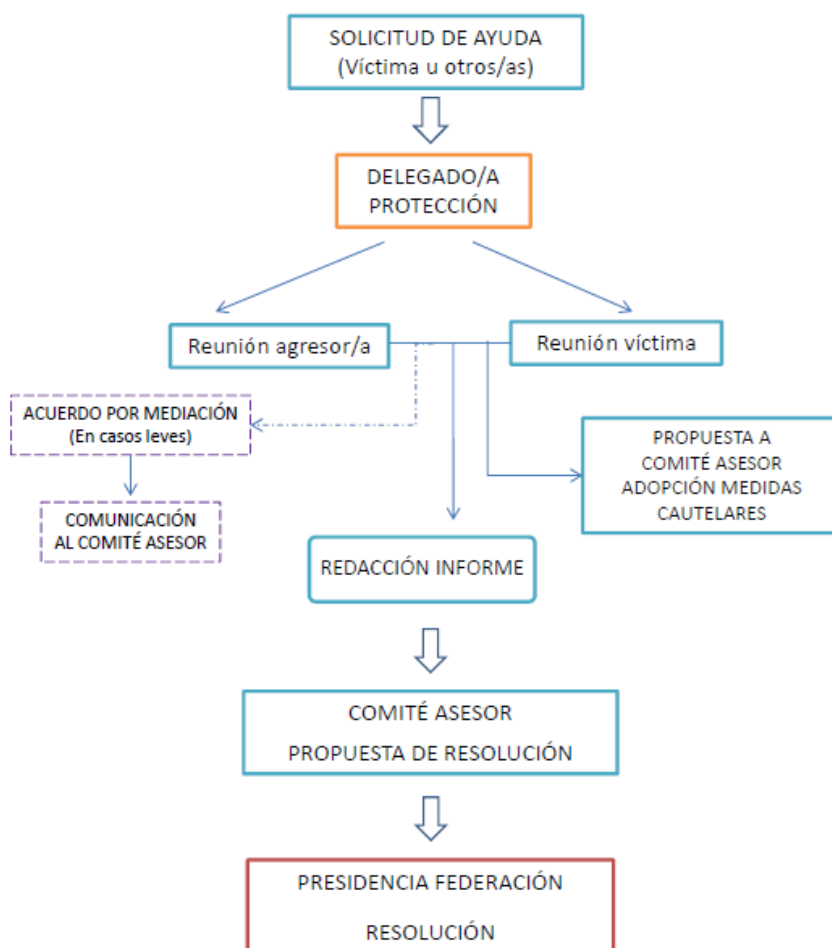 SOLICITUD DE AYUDA
(Víctima u otros/as)
DELEGADO/A
PROTECCIÓN
Reunión agresor/a
Reunión víctima
ACUERDO POR MEDIACIÓN
(En casos leves)
PROPUESTA A
COMITÉ ASESOR
ADOPCIÓN MEDIDAS
CAUTELARES
COMUNICACIÓN
AL COMITÉ ASESOR
REDACCIÓN INFORME
COMITÉ ASESOR
PROPUESTA DE RESOLUCIÓN
PRESIDENCIA FEDERACIÓN
RESOLUCIÓN